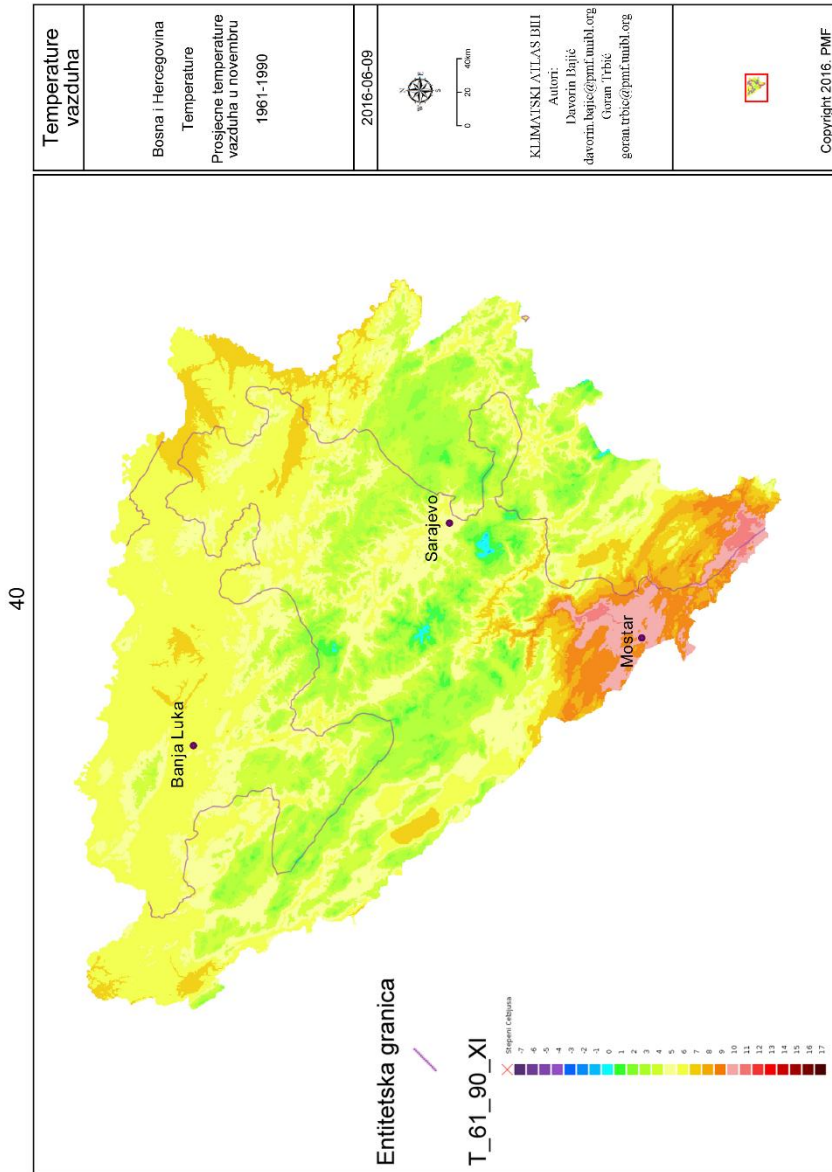 40
Temperature
vazduha
Bosna i Hercegovina
Temperature
Prosjecne temperature
vazduha u novembru
1961-1990
2016-06-09
N
E
S
W
0 20 40km
KLIMATSKI ATLAS BIH
Autori:
Davorin Bajić
davorin.bajic@pmf.unibl.org
Goran Trbić
goran.trbic@pmf.unibl.org
Copyright 2016. PMF
Banja Luka
Sarajevo
Mostar
Entitetska granica
T_61_90_XI
Stepeni Celzijusa
-7
-6
-5
-4
-3
-2
-1
0
1
2
3
4
5
6
7
8
9
10
11
12
13
14
15
16
17